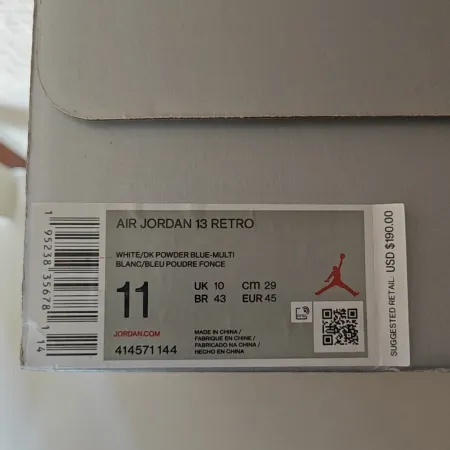 AIR JORDAN 13 RETRO
WHITE/DK POWDER BLUE-MULTI
BLANC/BLEU POUDRE FONCE
11
UK 10 cm 29
BR 43 EUR 45
JORDAN.COM
414571 144
MADE IN CHINA /
FABRIQUE EN CHINE /
FABRICADO NA CHINA /
HECHO EN CHINA
SUGGESTED RETAIL: USD $190.00
1 95238 35678 1 14